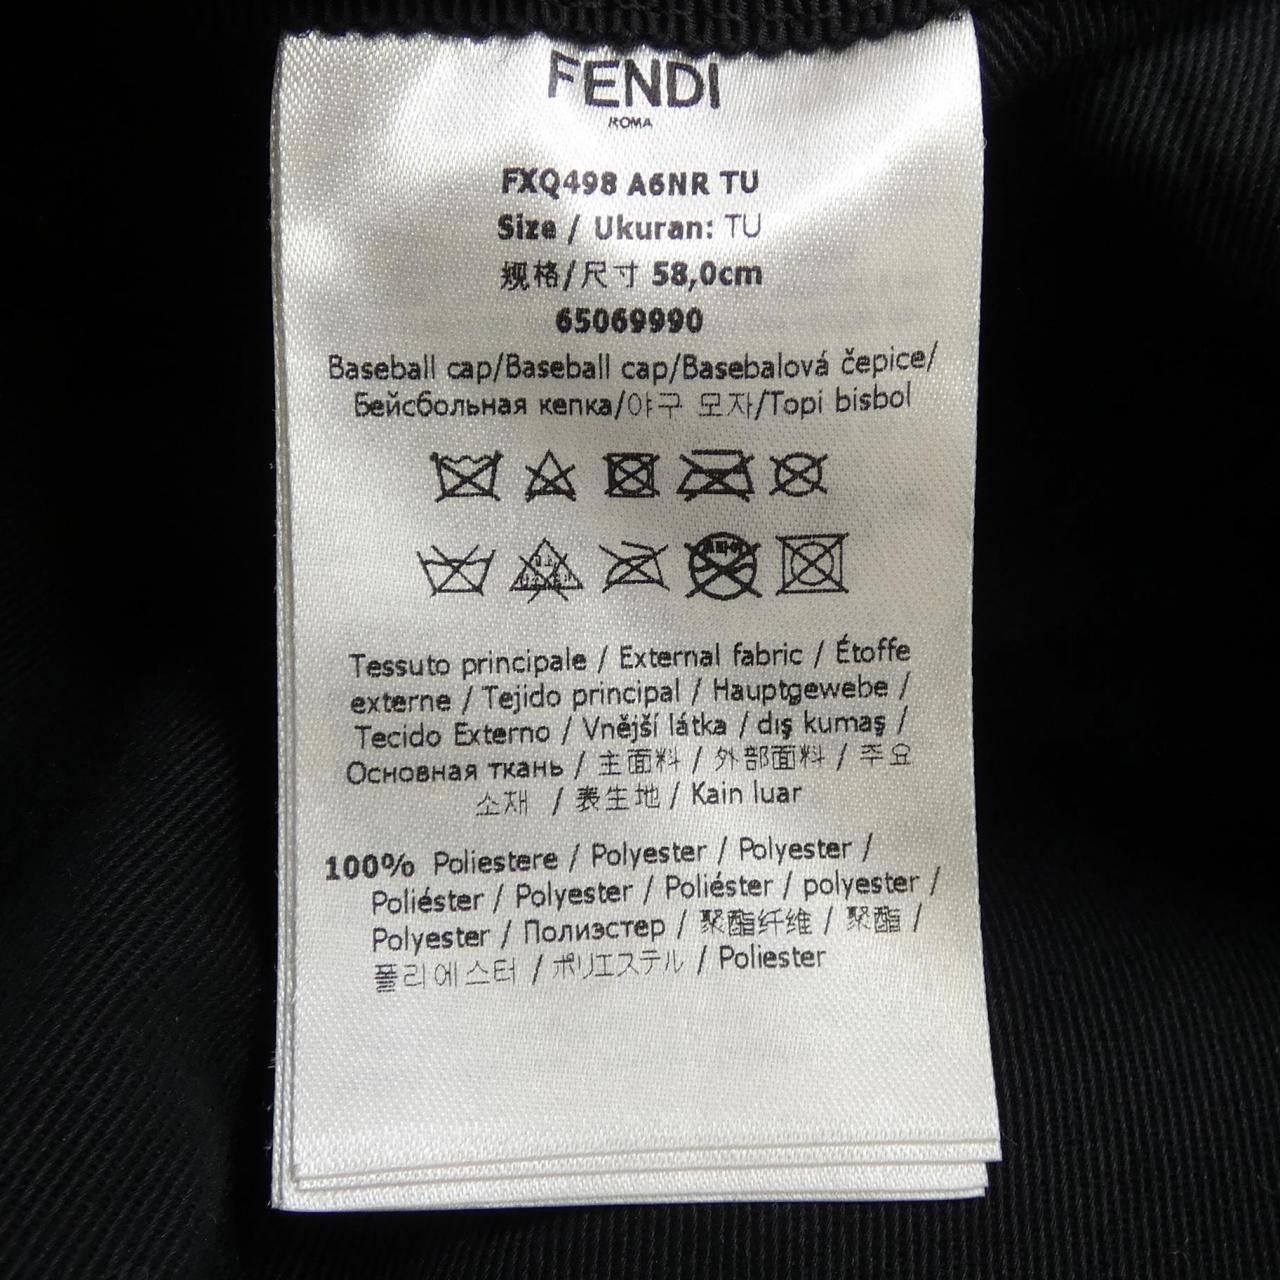 FENDI
ROMA
FXQ498 A6NR TU
Size / Ukuran: TU
规格/尺寸 58,0cm
65069990
Baseball cap/Baseball cap/Basebalová čepice/
Бейсбольная кепка/야구 모자/Topi bisbol
Tessuto principale / External fabric / Étoffe
externe / Tejido principal / Hauptgewebe /
Tecido Externo / Vnější látka / dış kumaş /
Основная ткань / 主面料 / 外部面料 / 주요
소재 / 表生地 / Kain luar
100% Poliestere / Polyester / Polyester /
Poliéster / Polyester / Poliéster / polyester /
Polyester / Полиэстер / 聚酯纤维 / 聚酯 /
폴리에스터 / ポリエステル / Poliester